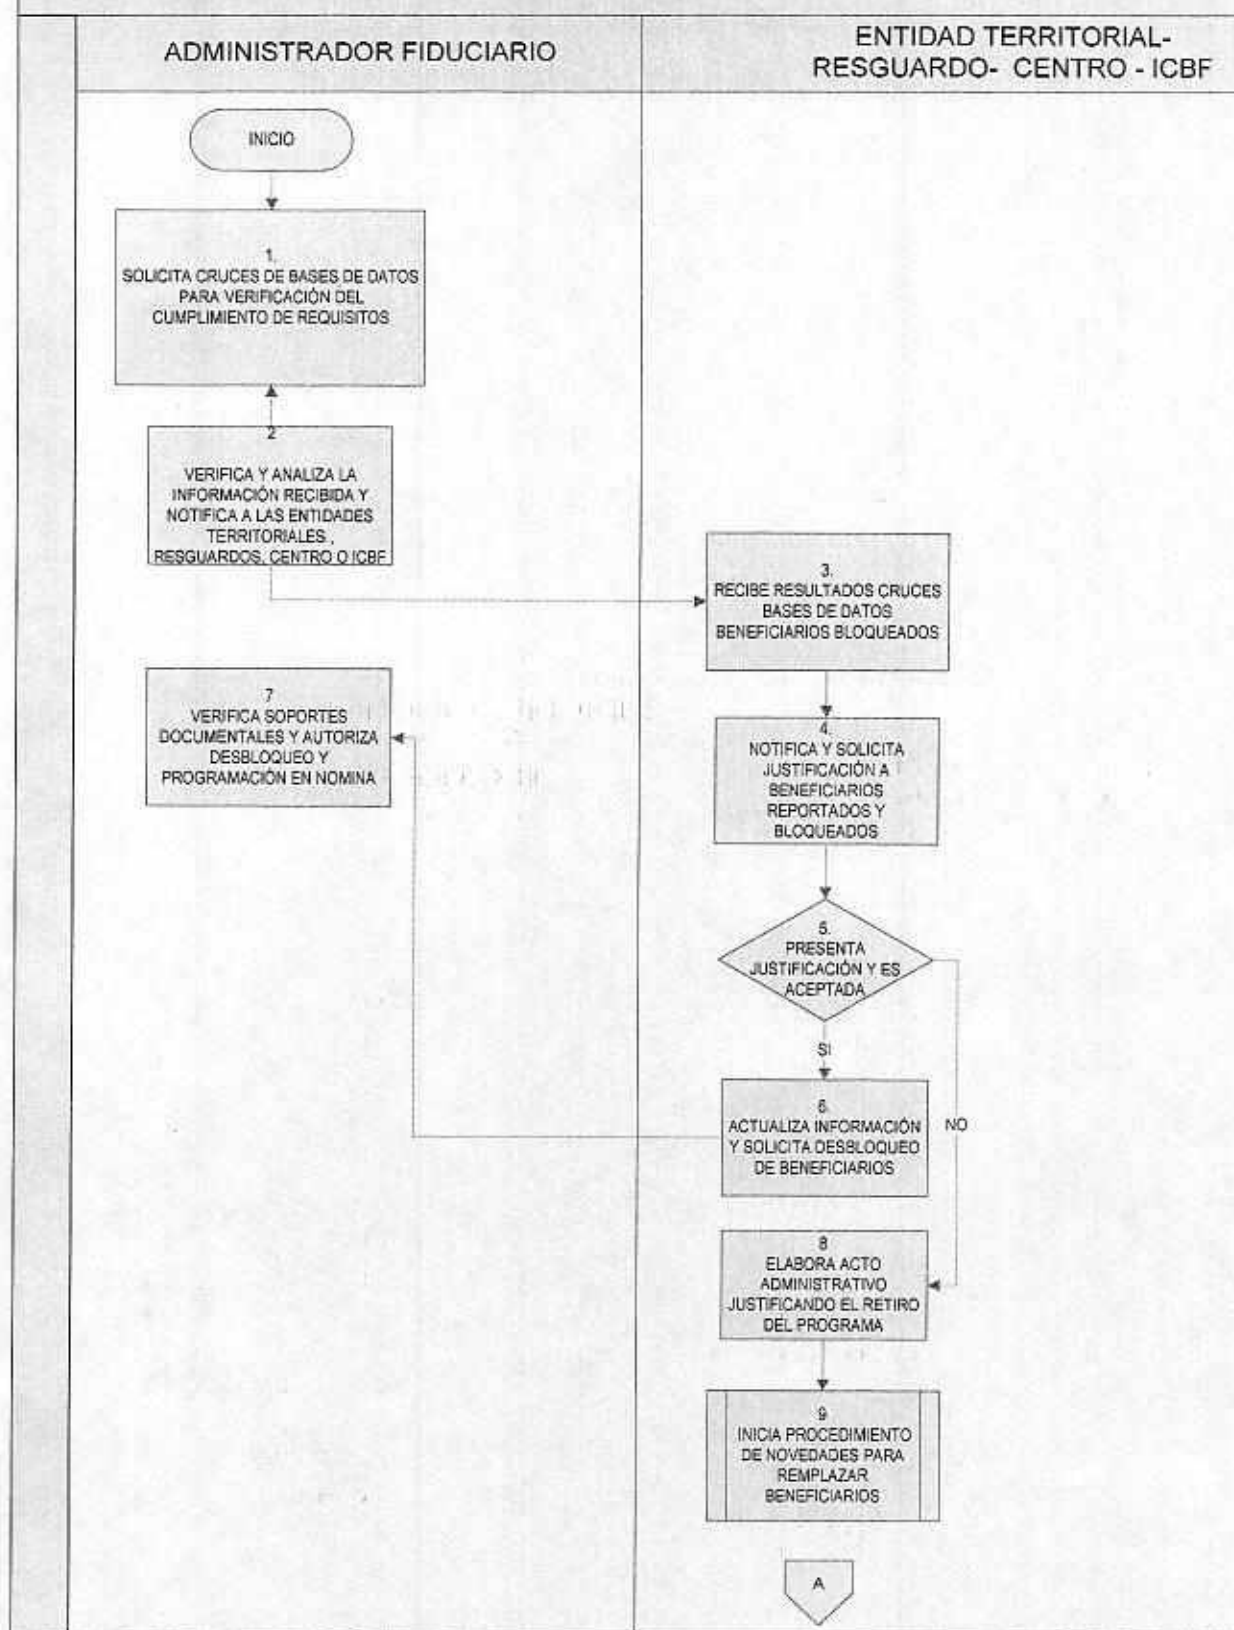 ADMINISTRADOR FIDUCIARIO
ENTIDAD TERRITORIAL-
RESGUARDO- CENTRO - ICBF
INICIO
1.
SOLICITA CRUCES DE BASES DE DATOS
PARA VERIFICACIÓN DEL
CUMPLIMIENTO DE REQUISITOS
2
VERIFICA Y ANALIZA LA
INFORMACIÓN RECIBIDA Y
NOTIFICA A LAS ENTIDADES
TERRITORIALES ,
RESGUARDOS, CENTRO O ICBF
3.
RECIBE RESULTADOS CRUCES
BASES DE DATOS
BENEFICIARIOS BLOQUEADOS
7
VERIFICA SOPORTES
DOCUMENTALES Y AUTORIZA
DESBLOQUEO Y
PROGRAMACIÓN EN NOMINA
4.
NOTIFICA Y SOLICITA
JUSTIFICACIÓN A
BENEFICIARIOS
REPORTADOS Y
BLOQUEADOS
5.
PRESENTA
JUSTIFICACIÓN Y ES
ACEPTADA
SI
6.
ACTUALIZA INFORMACIÓN
Y SOLICITA DESBLOQUEO
DE BENEFICIARIOS
NO
8
ELABORA ACTO
ADMINISTRATIVO
JUSTIFICANDO EL RETIRO
DEL PROGRAMA
9
INICIA PROCEDIMIENTO
DE NOVEDADES PARA
REMPLAZAR
BENEFICIARIOS
A